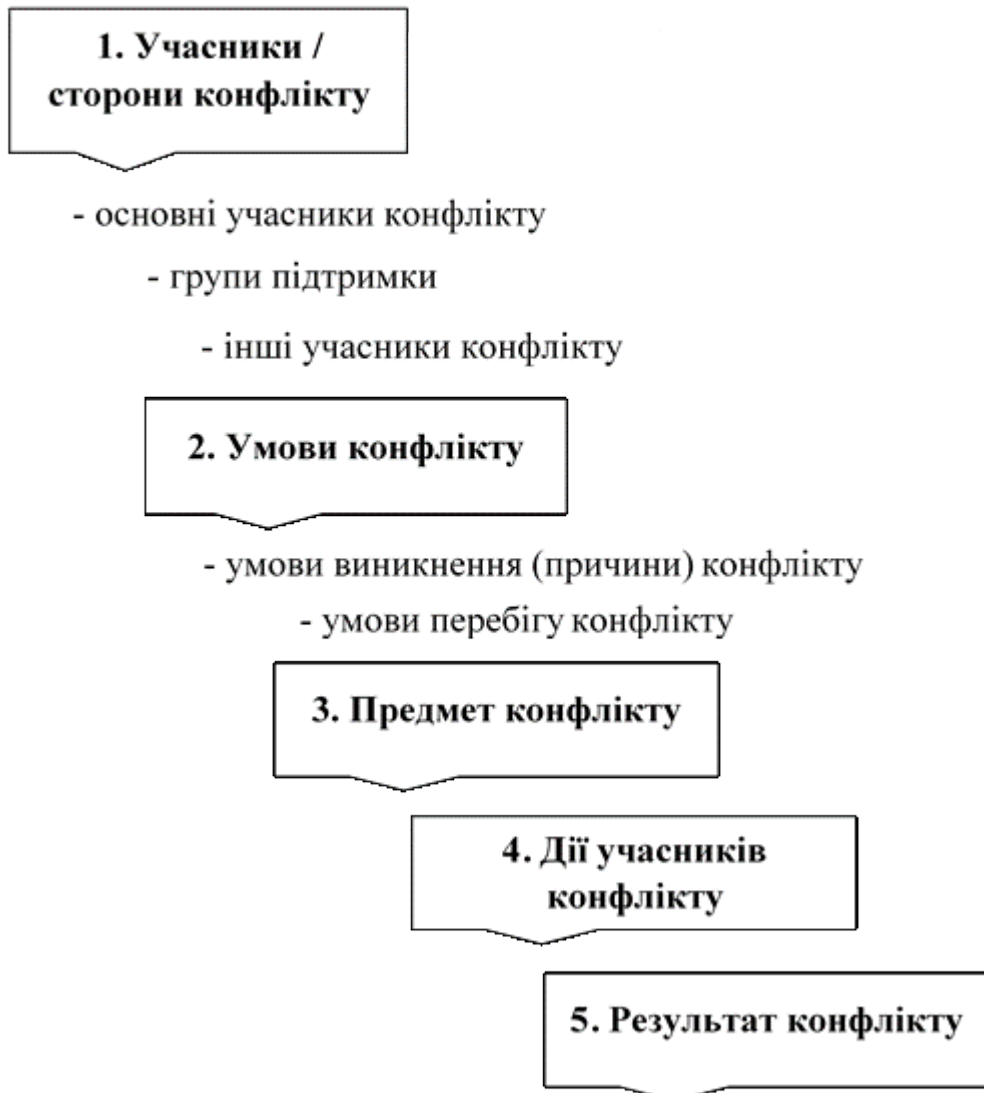 1. Учасники /
сторони конфлікту
- основні учасники конфлікту
- групи підтримки
- інші учасники конфлікту
2. Умови конфлікту
- умови виникнення (причини) конфлікту
- умови перебігу конфлікту
3. Предмет конфлікту
4. Дії учасників
конфлікту
5. Результат конфлікту